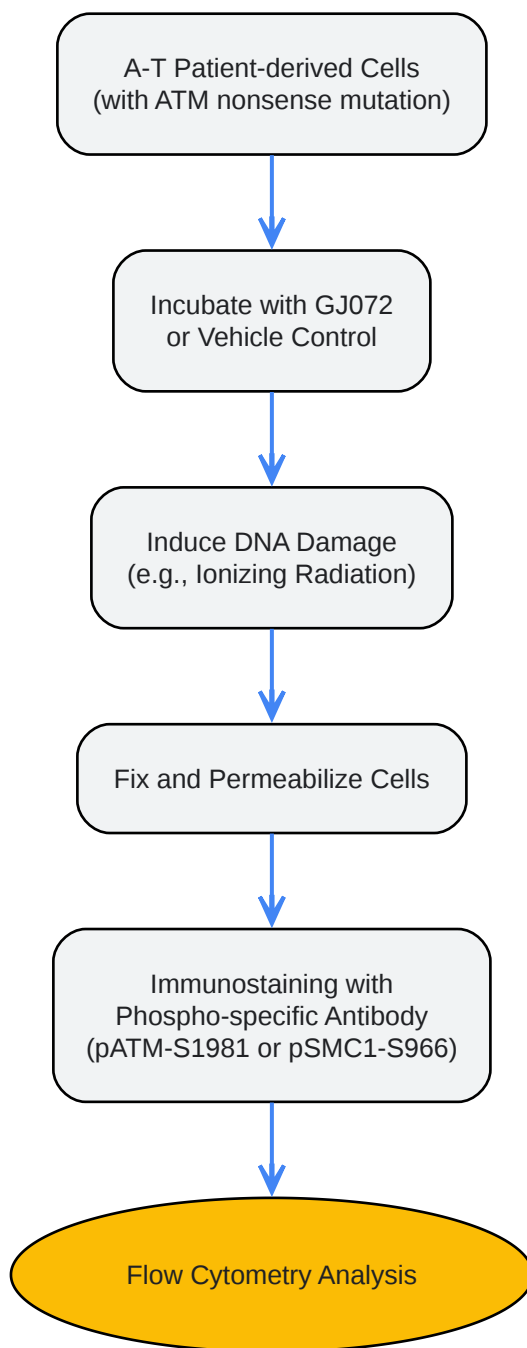 A-T Patient-derived Cells
(with ATM nonsense mutation)
Incubate with GJ072
or Vehicle Control
Induce DNA Damage
(e.g., Ionizing Radiation)
Fix and Permeabilize Cells
Immunostaining with
Phospho-specific Antibody
(pATM-S1981 or pSMC1-S966)
Flow Cytometry Analysis